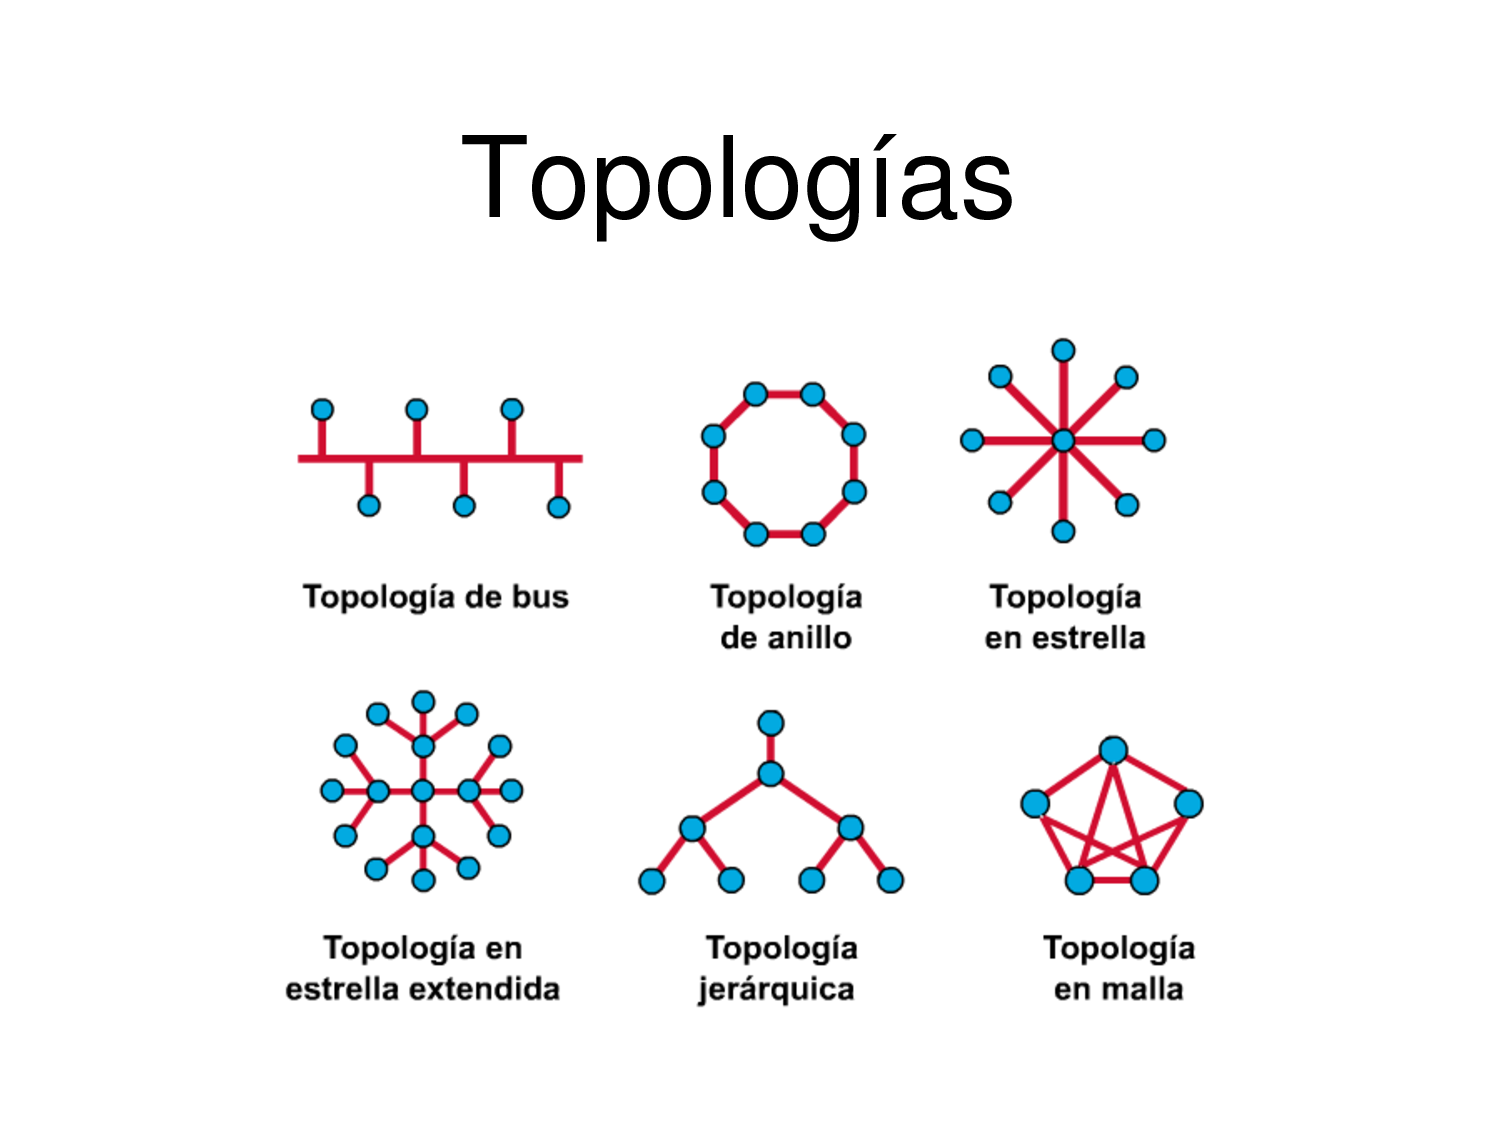 Topologías
Topología de bus
Topología
de anillo
Topología
en estrella
Topología en
estrella extendida
Topología
jerárquica
Topología
en malla